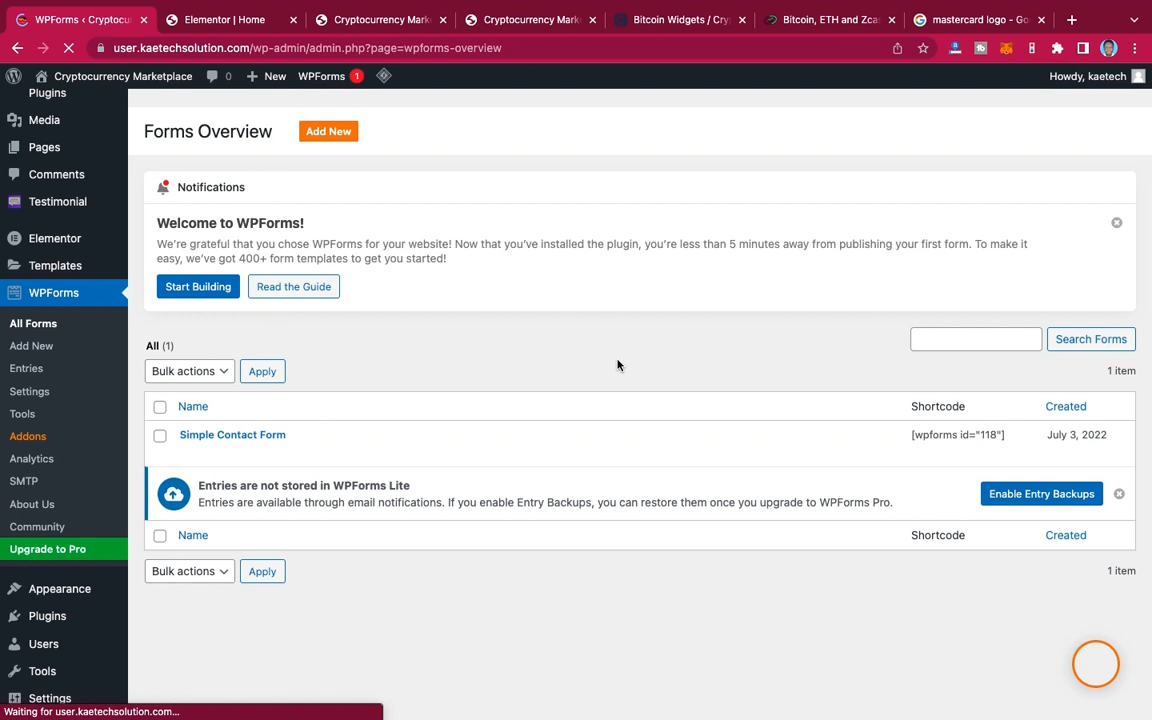 WPForms ‹ Cryptocu
Elementor | Home
Cryptocurrency Market
Cryptocurrency Mark
Bitcoin Widgets / Cry
Bitcoin, ETH and Zca
mastercard logo - Go
user.kaetechsolution.com/wp-admin/admin.php?page=wpforms-overview
Cryptocurrency Marketplace 0 New WPForms 1 Howdy, kaetech
Plugins
Media
Pages
Comments
Testimonial
Elementor
Templates
WPForms
All Forms
Add New
Entries
Settings
Tools
Addons
Analytics
SMTP
About Us
Community
Upgrade to Pro
Appearance
Plugins
Users
Tools
Settings
Forms Overview Add New
Notifications
Welcome to WPForms!
We're grateful that you chose WPForms for your website! Now that you've installed the plugin, you're less than 5 minutes away from publishing your first form. To make it
easy, we've got 400+ form templates to get you started!
Start Building Read the Guide
All (1)
Search Forms
Bulk actions Apply 1 item
Name Shortcode Created
Simple Contact Form [wpforms id="118"] July 3, 2022
Entries are not stored in WPForms Lite
Entries are available through email notifications. If you enable Entry Backups, you can restore them once you upgrade to WPForms Pro.
Enable Entry Backups
Name Shortcode Created
Bulk actions Apply 1 item
Waiting for user.kaetechsolution.com...